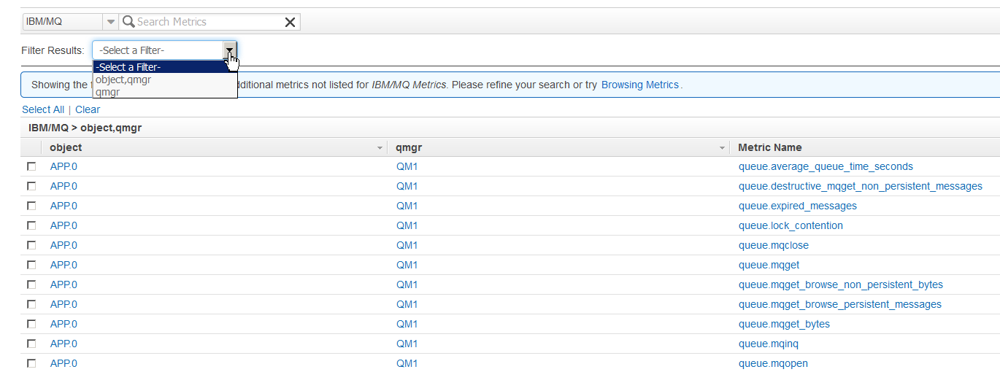 IBM/MQ Search Metrics
Filter Results: -Select a Filter-
-Select a Filter-
object,qmgr
qmgr
Showing the dditional metrics not listed for IBM/MQ Metrics. Please refine your search or try Browsing Metrics .
Select All | Clear
IBM/MQ > object,qmgr
object qmgr Metric Name
APP.0 QM1 queue.average_queue_time_seconds
APP.0 QM1 queue.destructive_mqget_non_persistent_messages
APP.0 QM1 queue.expired_messages
APP.0 QM1 queue.lock_contention
APP.0 QM1 queue.mqclose
APP.0 QM1 queue.mqget
APP.0 QM1 queue.mqget_browse_non_persistent_bytes
APP.0 QM1 queue.mqget_browse_persistent_messages
APP.0 QM1 queue.mqget_bytes
APP.0 QM1 queue.mqinq
APP.0 QM1 queue.mqopen